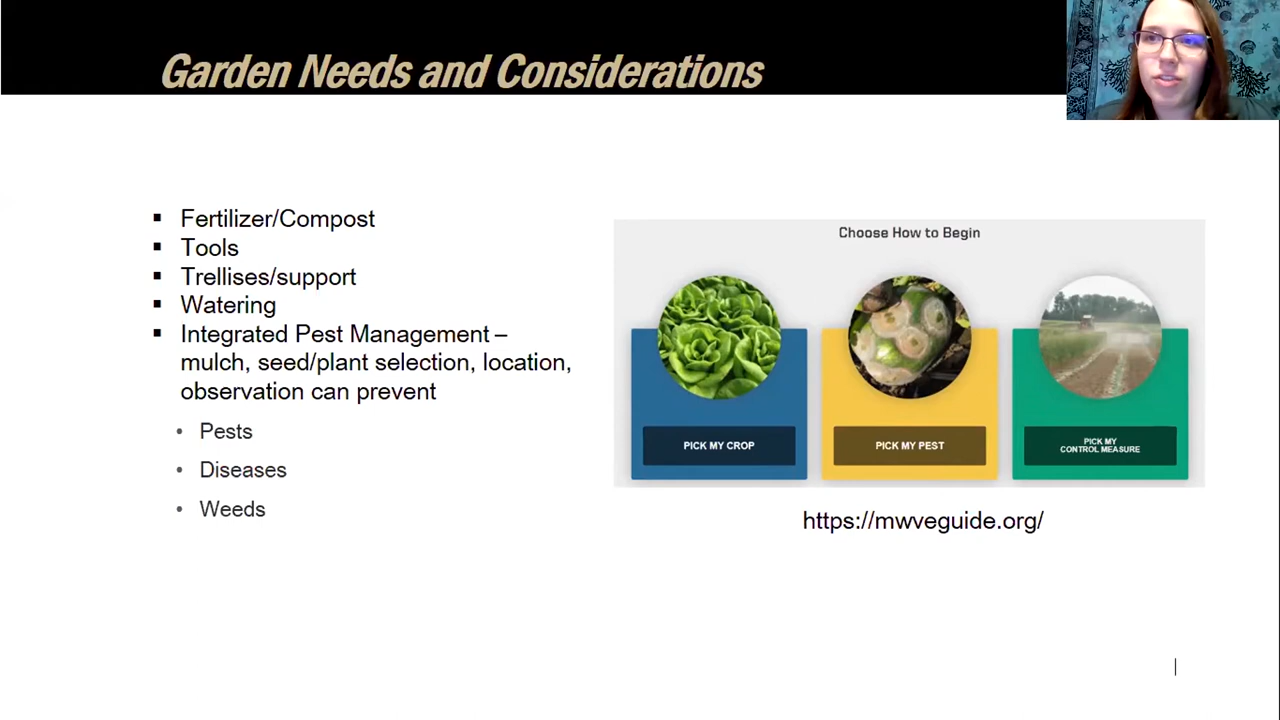 Garden Needs and Considerations
▪ Fertilizer/Compost
▪ Tools
▪ Trellises/support
▪ Watering
▪ Integrated Pest Management –
mulch, seed/plant selection, location,
observation can prevent
• Pests
• Diseases
• Weeds
Choose How to Begin
PICK MY CROP
PICK MY PEST
PICK MY
CONTROL MEASURE
https://mwveguide.org/